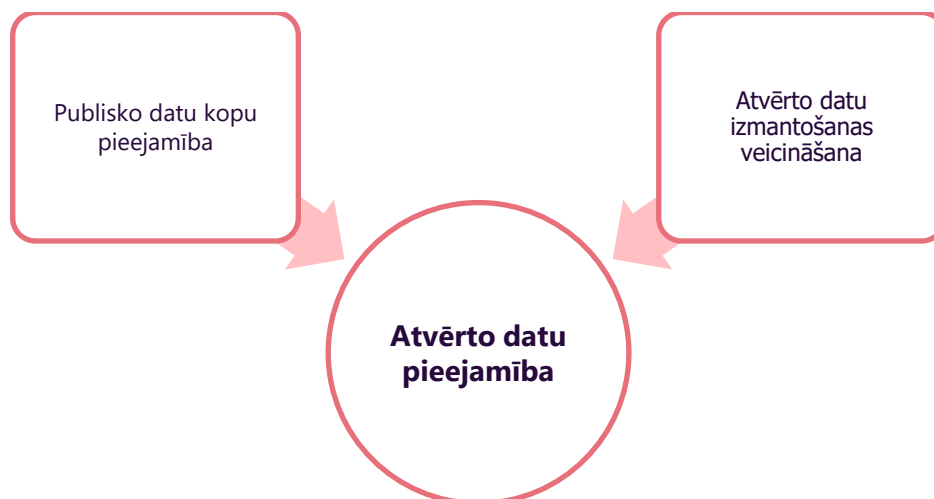 Publisko datu kopu
pieejamība
Atvērto datu
izmantošanas
veicināšana
Atvērto datu
pieejamība